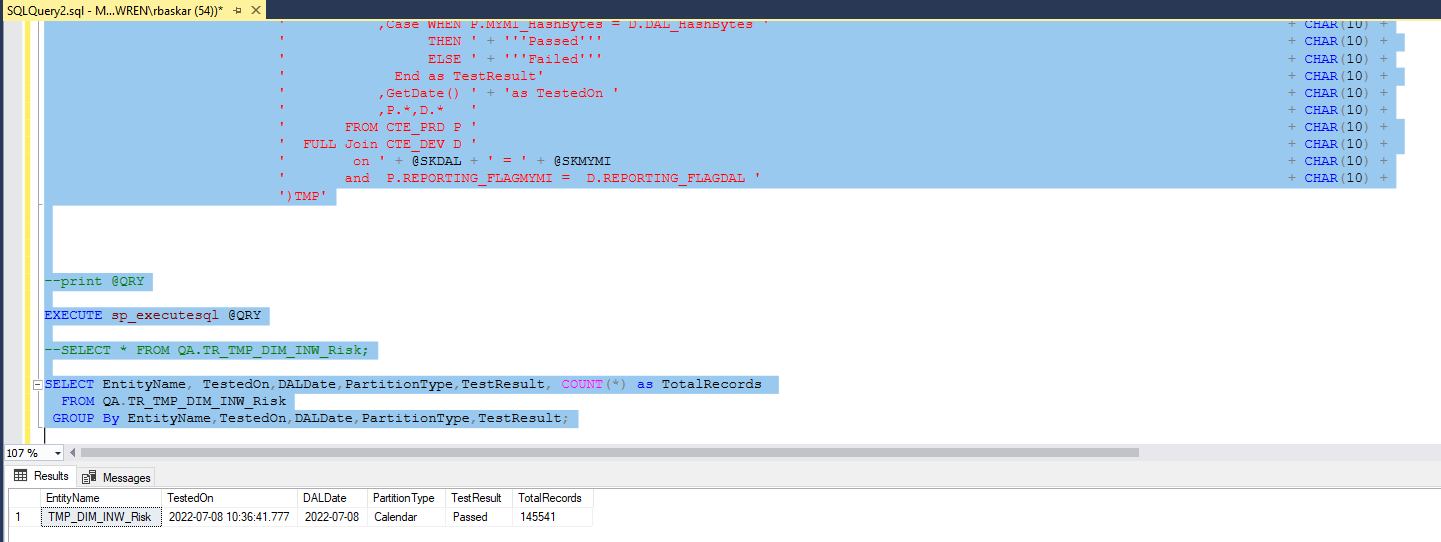 SQLQuery2.sql - M...WREN\rbaskar (54))*
' ,Case WHEN P.MYMI_HashBytes = D.DAL_HashBytes ' + CHAR(10) +
' THEN ' + '''Passed''' + CHAR(10) +
' ELSE ' + '''Failed''' + CHAR(10) +
' End as TestResult' + CHAR(10) +
' ,GetDate() ' + 'as TestedOn ' + CHAR(10) +
' ,P.*,D.* ' + CHAR(10) +
' FROM CTE_PRD P ' + CHAR(10) +
' FULL Join CTE_DEV D ' + CHAR(10) +
' on ' + @SKDAL + ' = ' + @SKMYMI + CHAR(10) +
' and P.REPORTING_FLAGMYMI = D.REPORTING_FLAGDAL ' + CHAR(10) +
')TMP'
--print @QRY
EXECUTE sp_executesql @QRY
--SELECT * FROM QA.TR_TMP_DIM_INW_Risk;
SELECT EntityName, TestedOn,DALDate,PartitionType,TestResult, COUNT(*) as TotalRecords
FROM QA.TR_TMP_DIM_INW_Risk
GROUP By EntityName,TestedOn,DALDate,PartitionType,TestResult;
107 %
Results Messages
EntityName TestedOn DALDate PartitionType TestResult TotalRecords
1 TMP_DIM_INW_Risk 2022-07-08 10:36:41.777 2022-07-08 Calendar Passed 145541